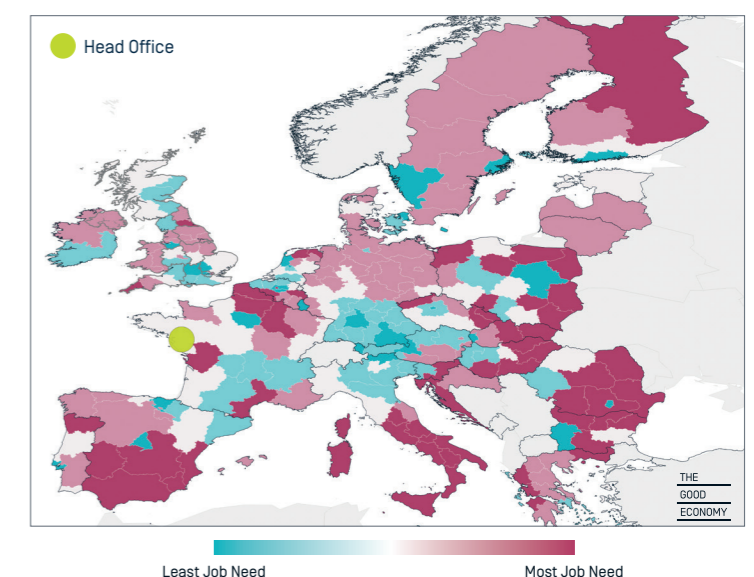 Head Office
THE
GOOD
ECONOMY
Least Job Need
Most Job Need